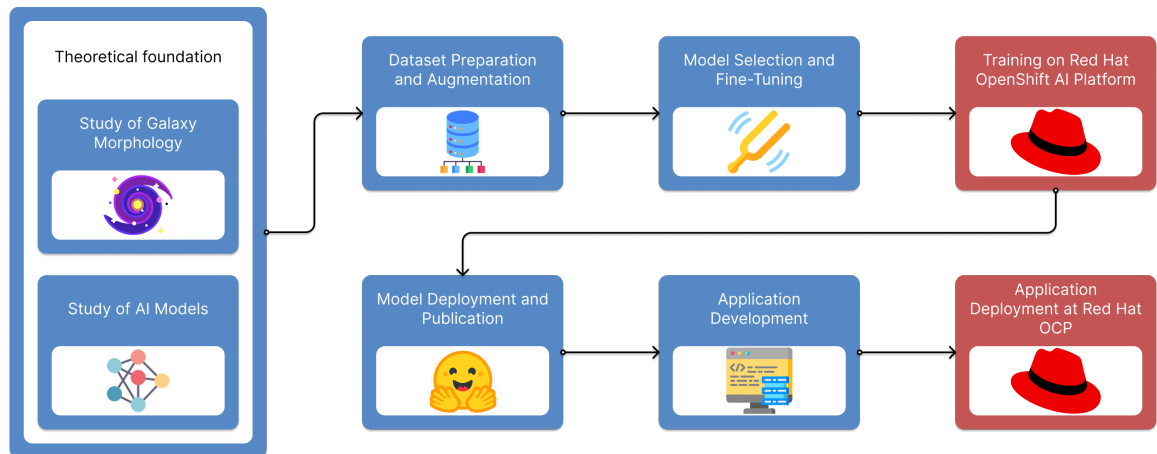 Theoretical foundation
Study of Galaxy
Morphology
Study of AI Models
Dataset Preparation
and Augmentation
Model Selection and
Fine-Tuning
Training on Red Hat
OpenShift AI Platform
Model Deployment and
Publication
Application
Development
Application
Deployment at Red Hat
OCP